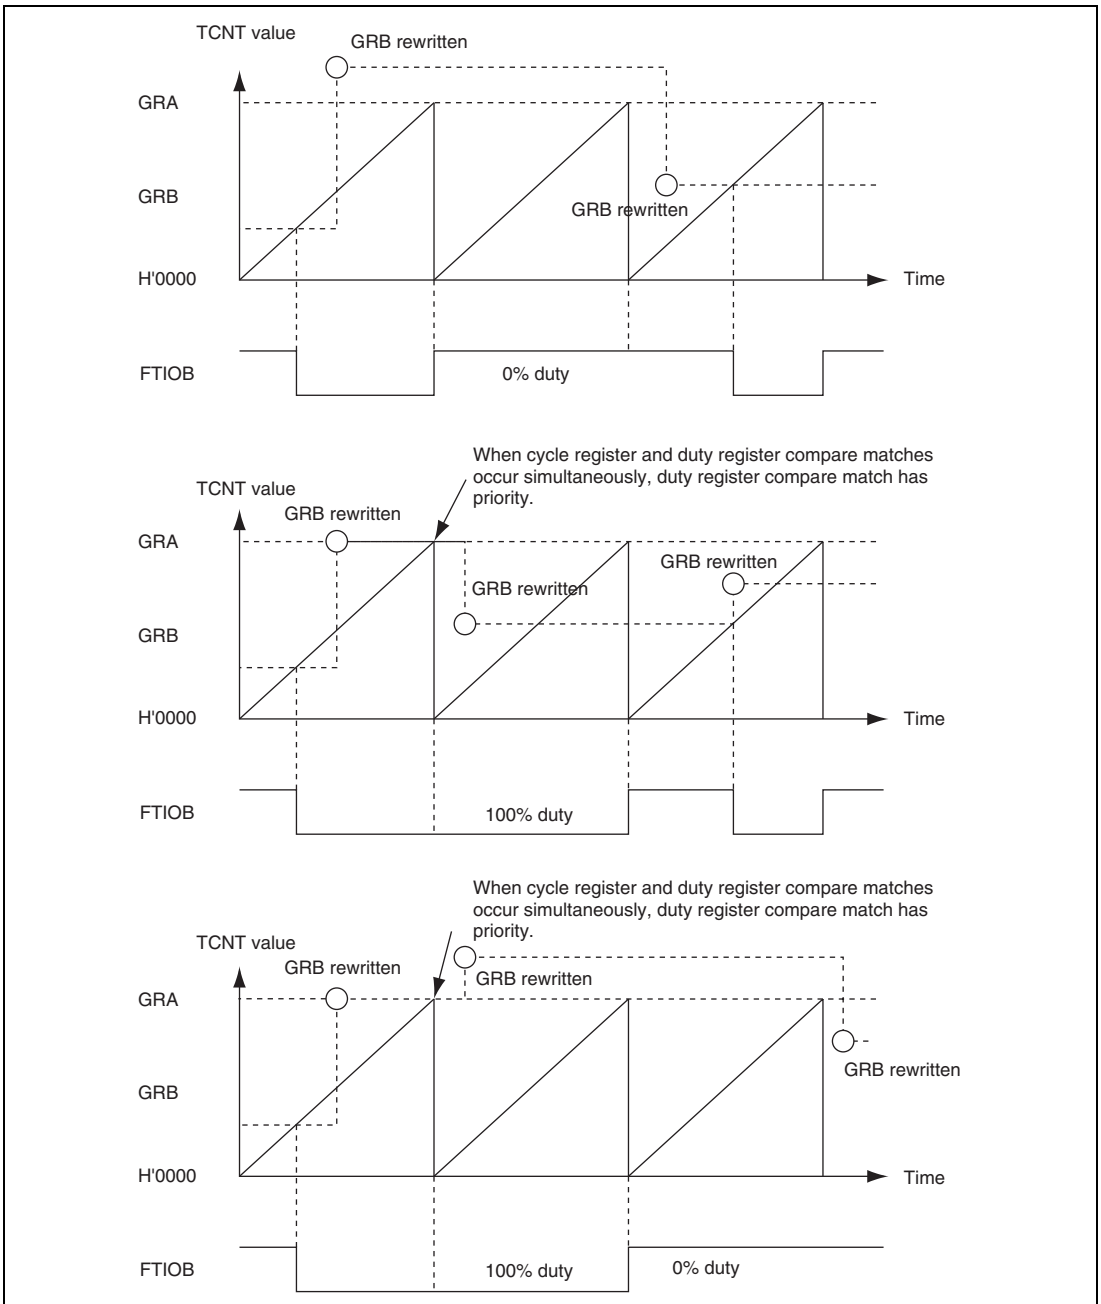 TCNT value
GRB rewritten
GRA
GRB
GRB rewritten
H'0000
Time
FTIOB
0% duty
When cycle register and duty register compare matches
occur simultaneously, duty register compare match has
priority.
TCNT value
GRB rewritten
GRA
GRB rewritten
GRB rewritten
GRB
H'0000
Time
FTIOB
100% duty
When cycle register and duty register compare matches
occur simultaneously, duty register compare match has
priority.
TCNT value
GRB rewritten
GRB rewritten
GRA
GRB rewritten
GRB
H'0000
Time
FTIOB
100% duty
0% duty